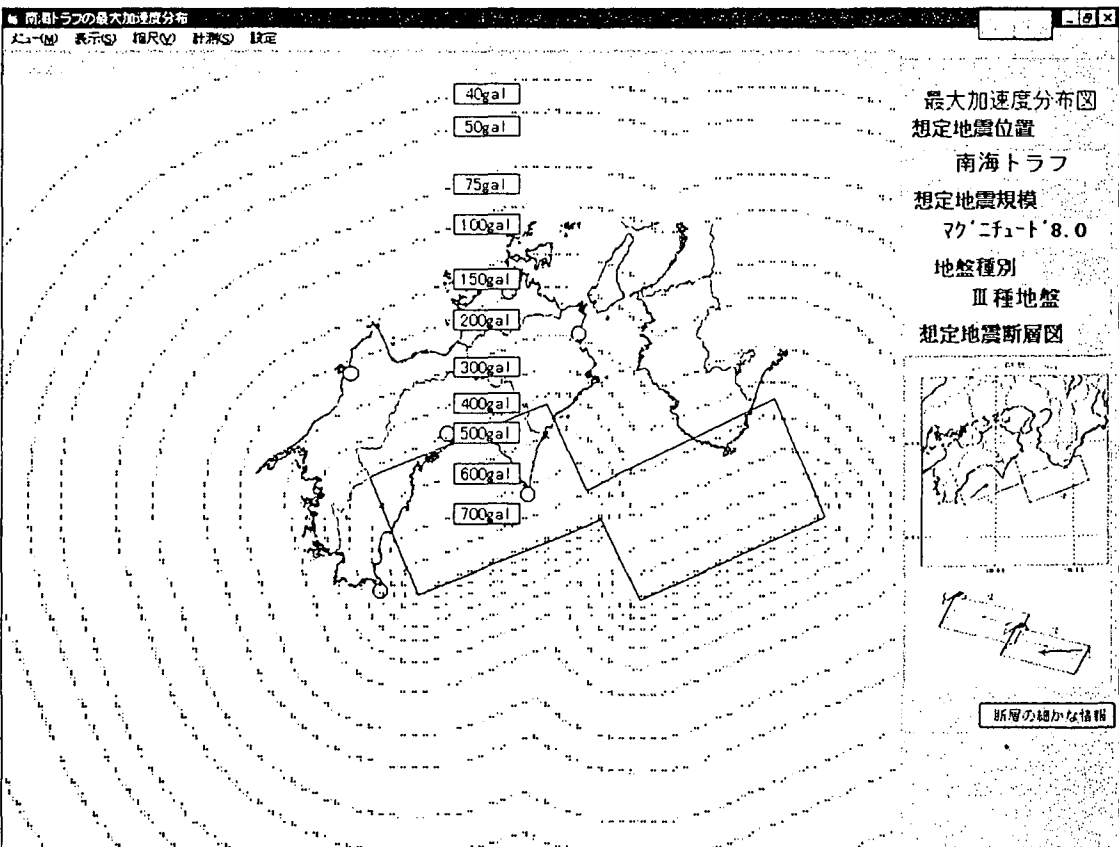 南海トラフの最大加速度分布
メニュー(M) 表示(S) 縮尺(V) 計測(S) 設定
40gal
50gal
75gal
100gal
150gal
200gal
300gal
400gal
500gal
600gal
700gal
最大加速度分布図
想定地震位置
南海トラフ
想定地震規模
マグニチュード8.0
地盤種別
Ⅲ種地盤
想定地震断層図
断層の細かな情報